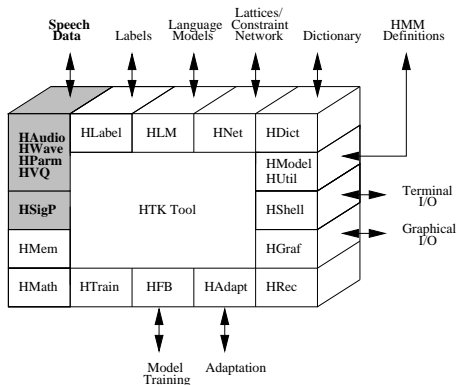 Speech
Data
Labels
Language
Models
Lattices/
Constraint
Network
Dictionary
HMM
Definitions
HAudio
HWave
HParm
HVQ
HLabel
HLM
HNet
HDict
HModel
HUtil
HSigP
HTK Tool
HShell
Terminal
I/O
Graphical
I/O
HMem
HGraf
HMath
HTrain
HFB
HAdapt
HRec
Model
Training
Adaptation